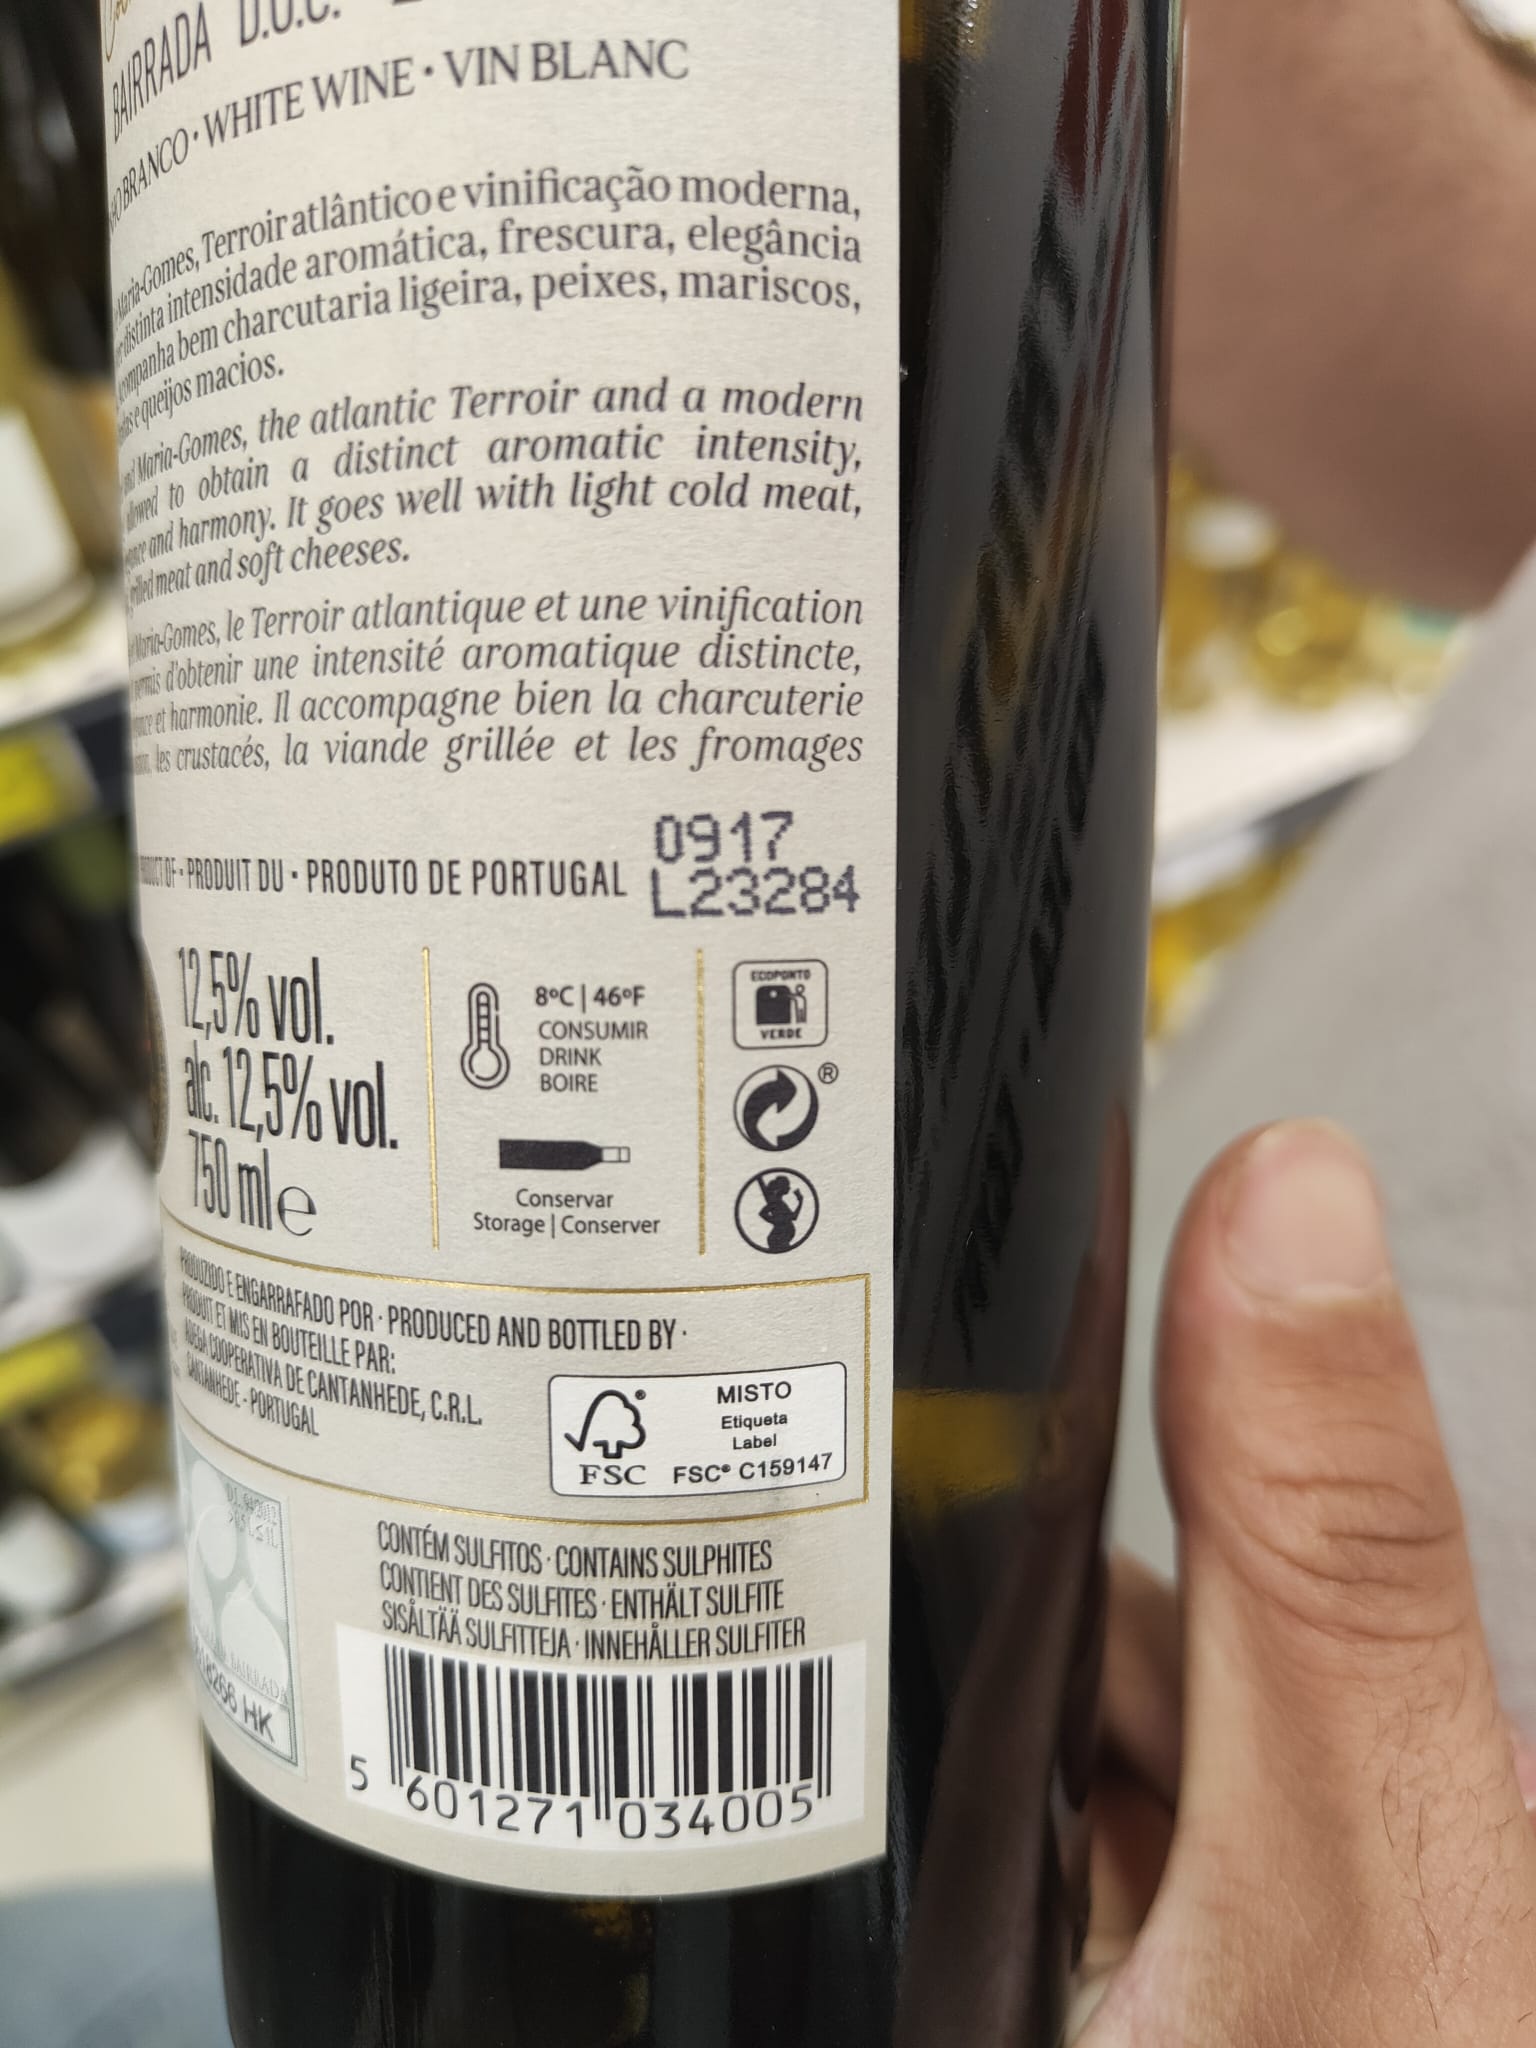 BAIRRADA D.O.C.
BRANCO • WHITE WINE • VIN BLANC
Maria-Gomes, Terroir atlântico e vinificação moderna,
distinta intensidade aromática, frescura, elegância
bem charcutaria ligeira, peixes, mariscos,
e queijos macios.
Maria-Gomes, the atlantic Terroir and a modern
to obtain a distinct aromatic intensity,
and harmony. It goes well with light cold meat,
meat and soft cheeses.
Maria-Gomes, le Terroir atlantique et une vinification
d'obtenir une intensité aromatique distincte,
et harmonie. Il accompagne bien la charcuterie
les crustacés, la viande grillée et les fromages
0917
OF • PRODUIT DU • PRODUTO DE PORTUGAL
L23284
12,5% vol.
alc. 12,5% vol.
750 ml e
8ºC | 46ºF
CONSUMIR
DRINK
BOIRE
Conservar
Storage | Conserver
ECOPONTO
VERDE
®
PRODUZIDO E ENGARRAFADO POR · PRODUCED AND BOTTLED BY ·
PRODUIT ET MIS EN BOUTEILLE PAR:
ADEGA COOPERATIVA DE CANTANHEDE, C.R.L.
CANTANHEDE - PORTUGAL
FSC
MISTO
Etiqueta
Label
FSC® C159147
BAIRRADA
HK
CONTÉM SULFITOS · CONTAINS SULPHITES
CONTIENT DES SULFITES · ENTHÄLT SULFITE
SISÄLTÄÄ SULFITTEJA · INNEHÅLLER SULFITER
5 601271 034005